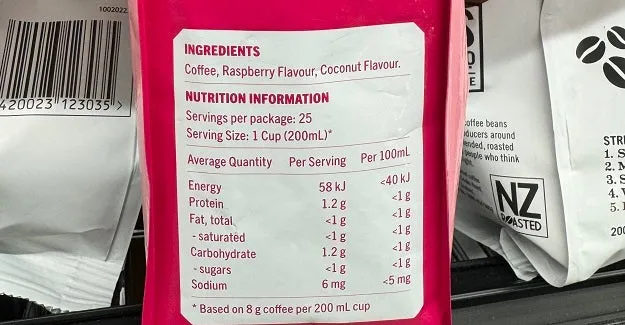 1002022
420023 123035 >
INGREDIENTS
Coffee, Raspberry Flavour, Coconut Flavour.
NUTRITION INFORMATION
Servings per package: 25
Serving Size: 1 Cup (200mL)*
Average Quantity Per Serving Per 100mL
Energy 58 kJ <40 kJ
Protein 1.2 g <1 g
Fat, total <1 g <1 g
- saturated <1 g <1 g
Carbohydrate 1.2 g <1 g
- sugars <1 g <1 g
Sodium 6 mg <5 mg
* Based on 8 g coffee per 200 mL cup
coffee beans
ducers around
ended, roasted
people who think
NZ
ROASTED
STR
1. S
2. M
3. S
4.
5.
200